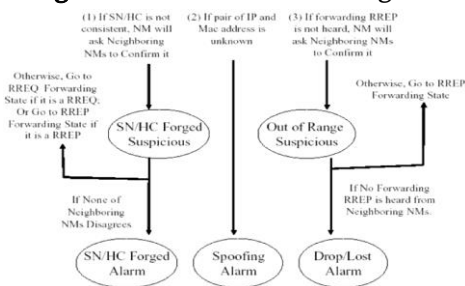 (1) If SN/HC is not
consistent, NM will
ask Neighboring
NMs to Confirm it
(2) If pair of IP and
Mac address is
unknown
(3) If forwarding RREP
is not heard, NM will
ask Neighboring NMs
to Confirm it
Otherwise, Go to
RREQ Forwarding
State if it is a RREQ;
Or Go to RREP
Forwarding State if
it is a RREP
SN/HC Forged
Suspicious
Out of Range
Suspicious
Otherwise, Go to RREP
Forwarding State
If None of
Neighboring
NMs Disagrees
If No Forwarding
RREP is heard from
Neighboring NMs.
SN/HC Forged
Alarm
Spoofing
Alarm
Drop/Lost
Alarm